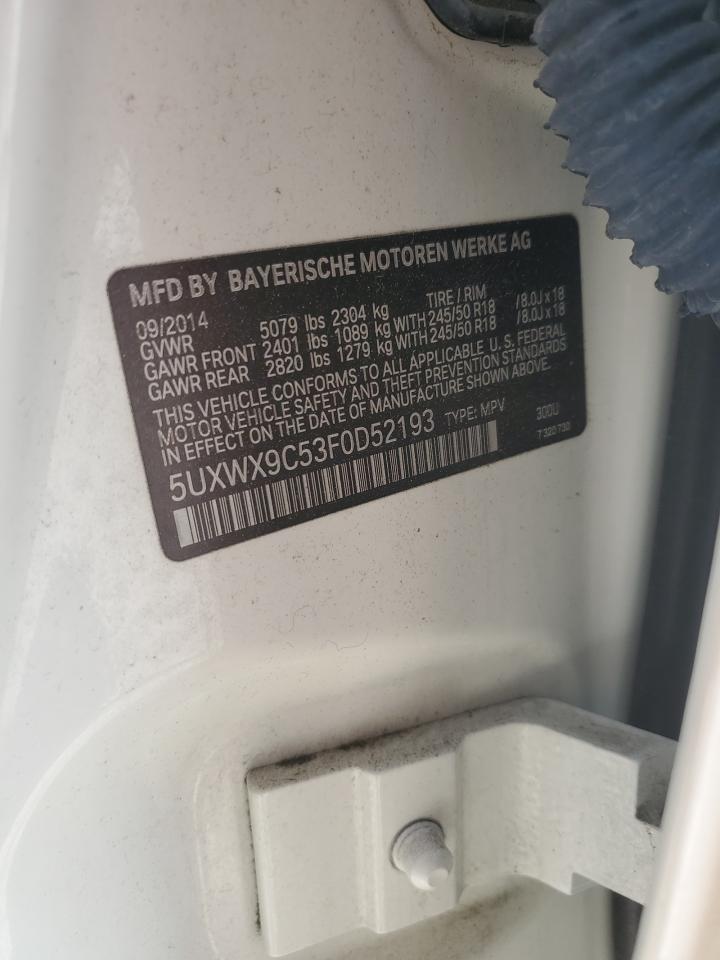 MFD BY BAYERISCHE MOTOREN WERKE AG
09/2014 TIRE / RIM
GVWR 5079 lbs 2304 kg
GAWR FRONT 2401 lbs 1089 kg WITH 245/50 R18 /8.0J x 18
GAWR REAR 2820 lbs 1279 kg WITH 245/50 R18 /8.0J x 18
THIS VEHICLE CONFORMS TO ALL APPLICABLE U.S. FEDERAL
MOTOR VEHICLE SAFETY AND THEFT PREVENTION STANDARDS
IN EFFECT ON THE DATE OF MANUFACTURE SHOWN ABOVE.
5UXWX9C53F0D52193 TYPE: MPV 300U
7 320 730